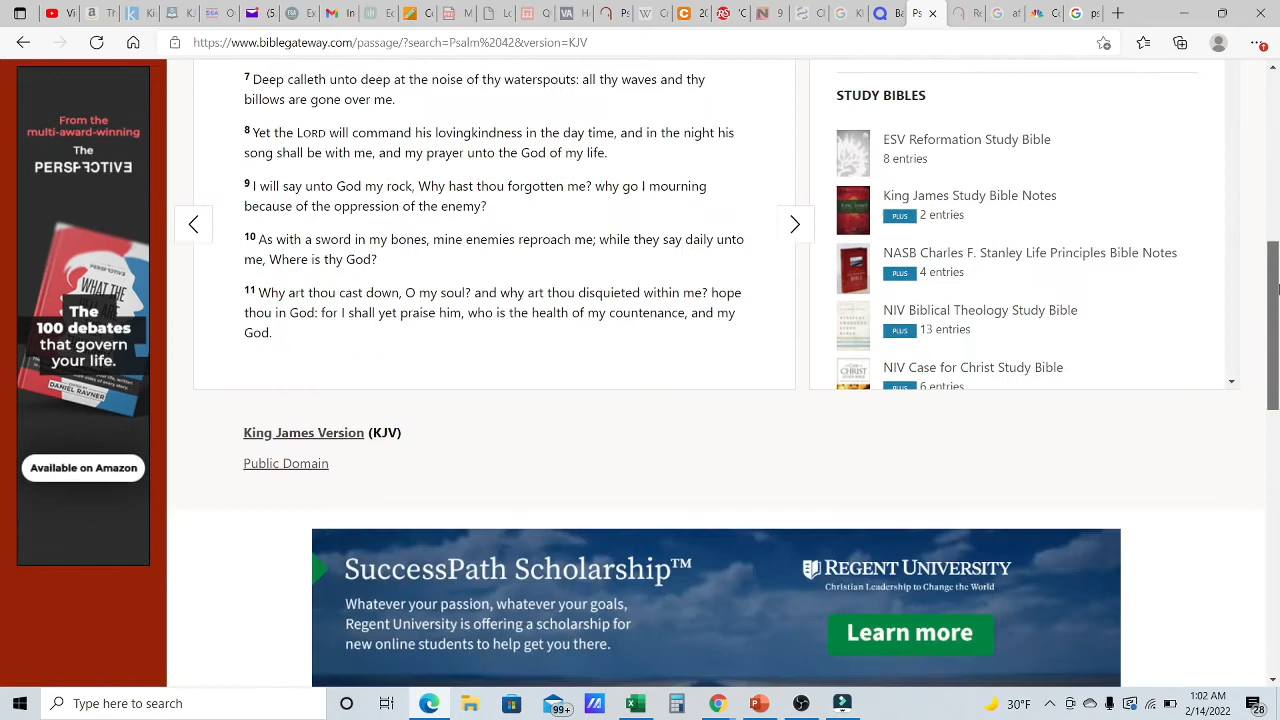 https://www.biblegateway.com/passage/?search=Psalm%2042&version=KJV
From the
multi-award-winning
The
PERSPECTIVE
WHAT THE
HELL ARE
The
100 debates
that govern
your life.
DANIEL RAVNER
Available on Amazon
7 Deep calleth unto deep at the noise of thy waterspouts: all thy waves and thy
billows are gone over me.
8 Yet the LORD will command his lovingkindness in the day time, and in the night his
song shall be with me, and my prayer unto the God of my life.
9 I will say unto God my rock, Why hast thou forgotten me? why go I mourning
because of the oppression of the enemy?
10 As with a sword in my bones, mine enemies reproach me; while they say daily unto
me, Where is thy God?
11 Why art thou cast down, O my soul? and why art thou disquieted within me? hope
thou in God: for I shall yet praise him, who is the health of my countenance, and my
God.
King James Version (KJV)
Public Domain
STUDY BIBLES
ESV Reformation Study Bible
8 entries
King James Study Bible Notes
PLUS 2 entries
NASB Charles F. Stanley Life Principles Bible Notes
PLUS 4 entries
NIV Biblical Theology Study Bible
PLUS 13 entries
NIV Case for Christ Study Bible
PLUS 6 entries
SuccessPath Scholarship™
Whatever your passion, whatever your goals,
Regent University is offering a scholarship for
new online students to help get you there.
REGENT UNIVERSITY
Christian Leadership to Change the World
Learn more
Type here to search
30°F
1:02 AM
2/14/2022